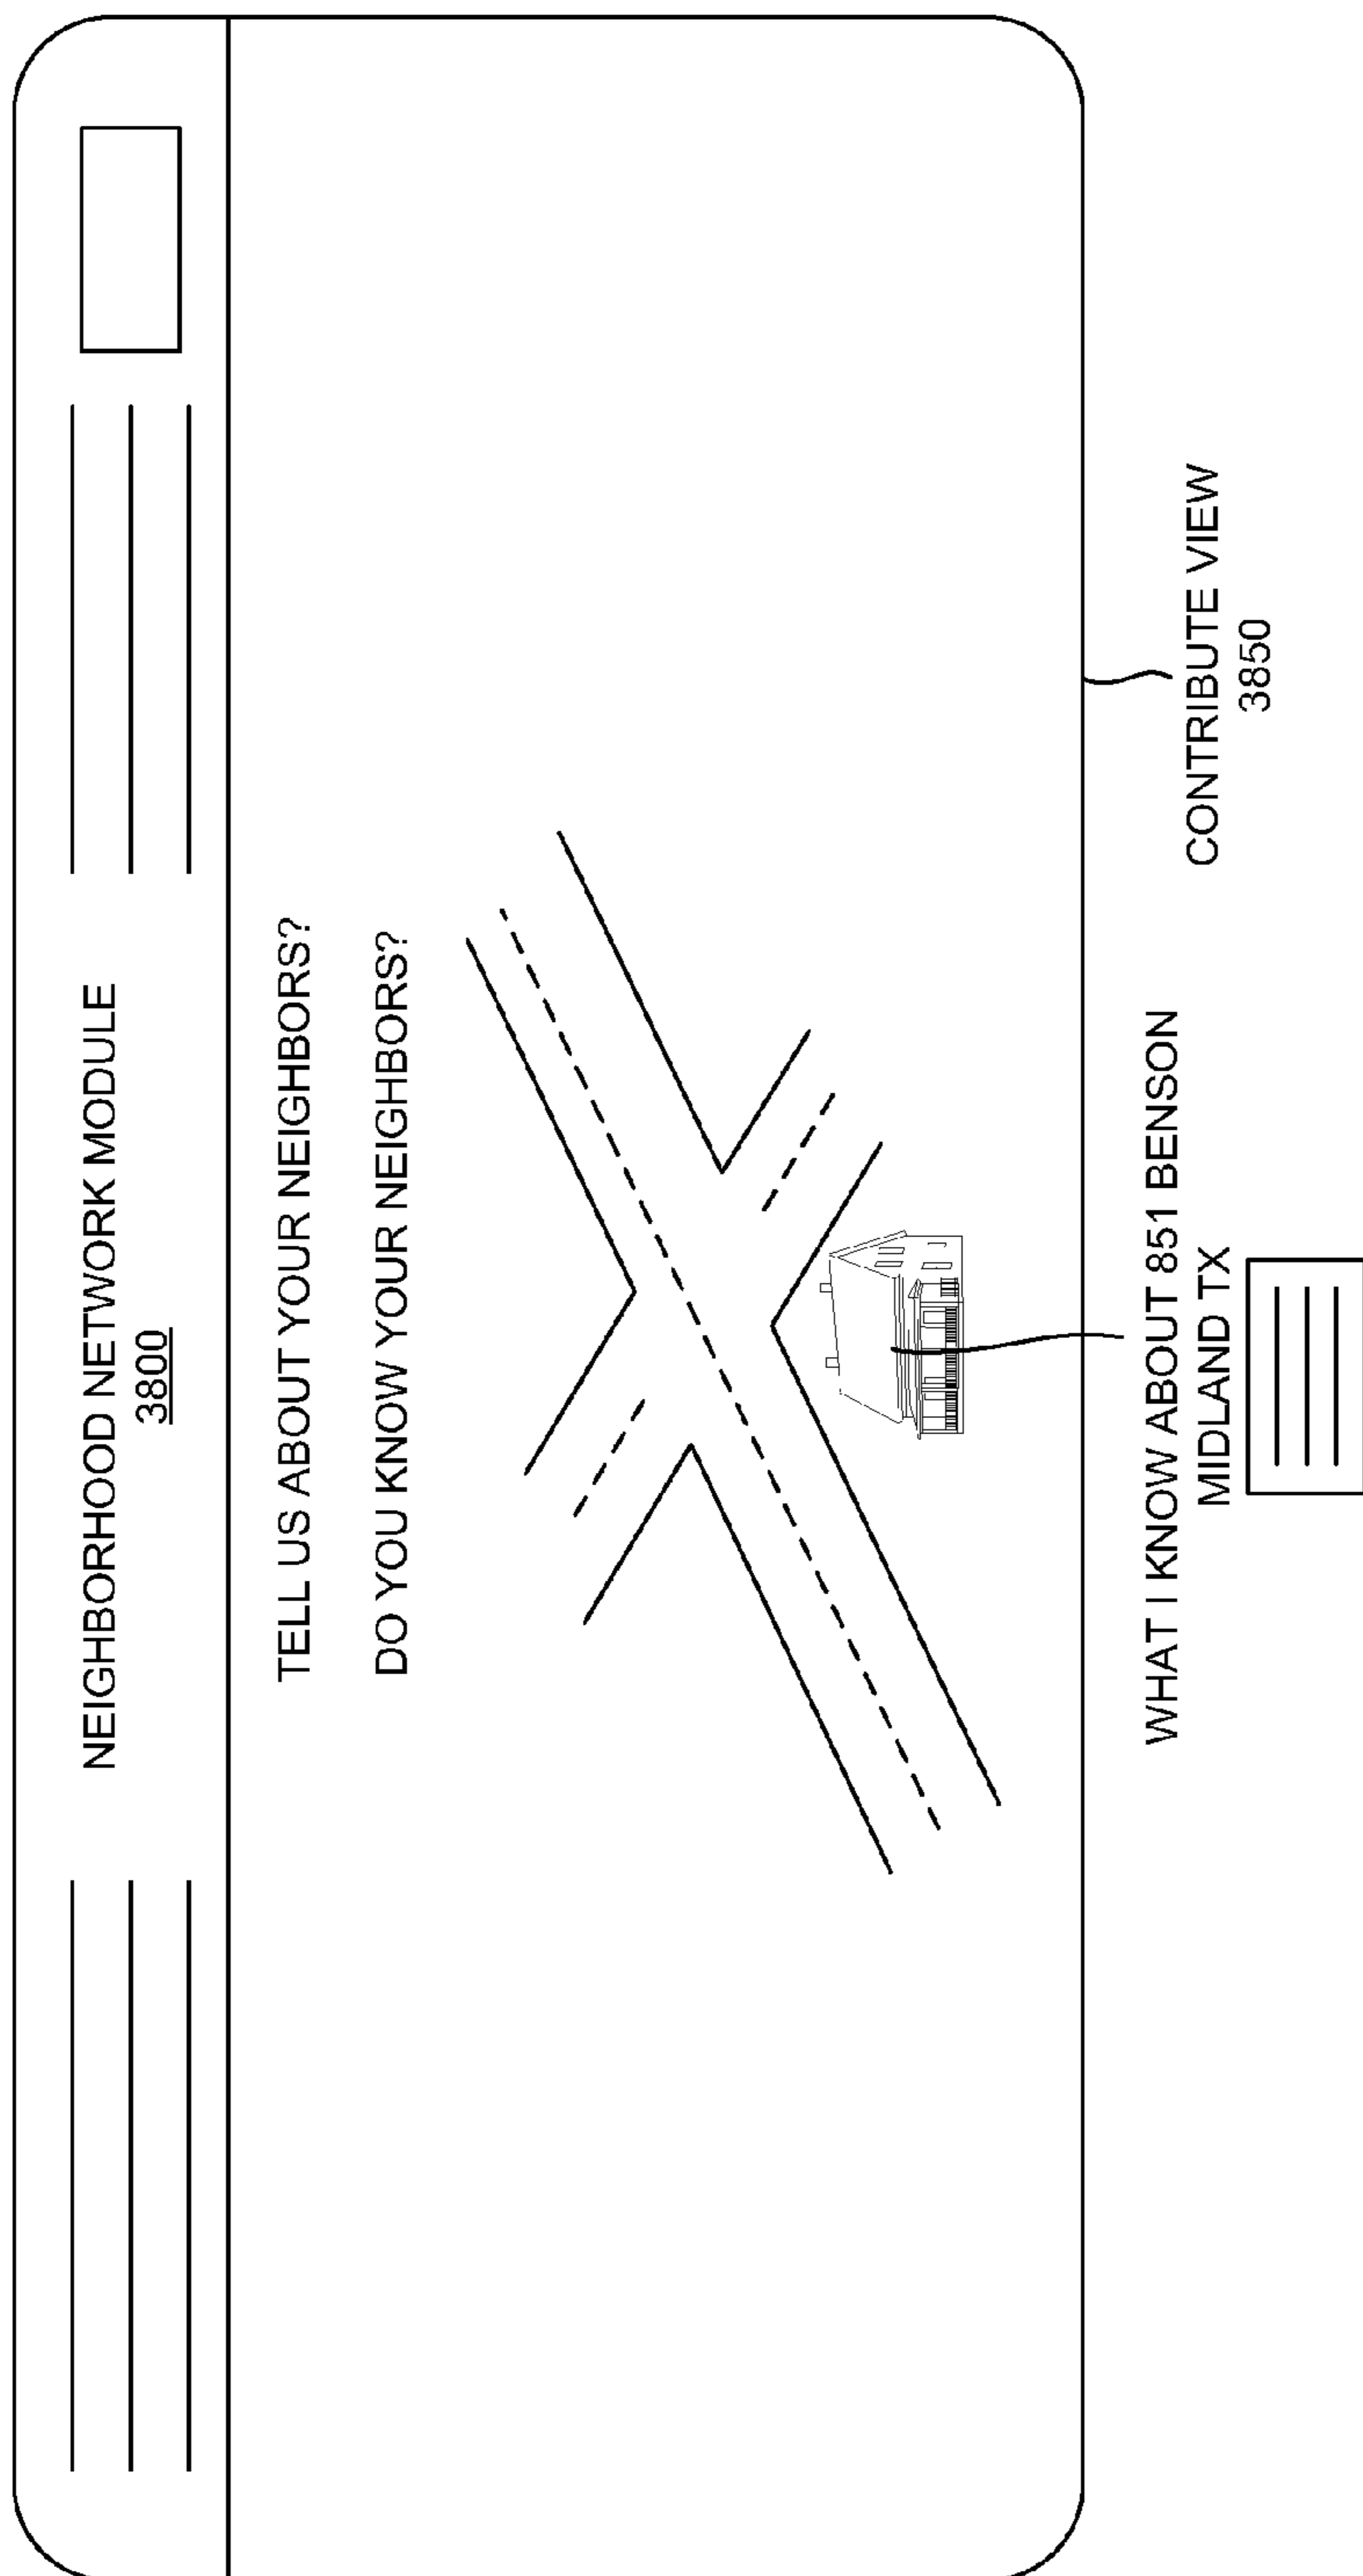 NEIGHBORHOOD NETWORK MODULE
3800
TELL US ABOUT YOUR NEIGHBORS?
DO YOU KNOW YOUR NEIGHBORS?
WHAT I KNOW ABOUT 851 BENSON
MIDLAND TX
CONTRIBUTE VIEW
3850